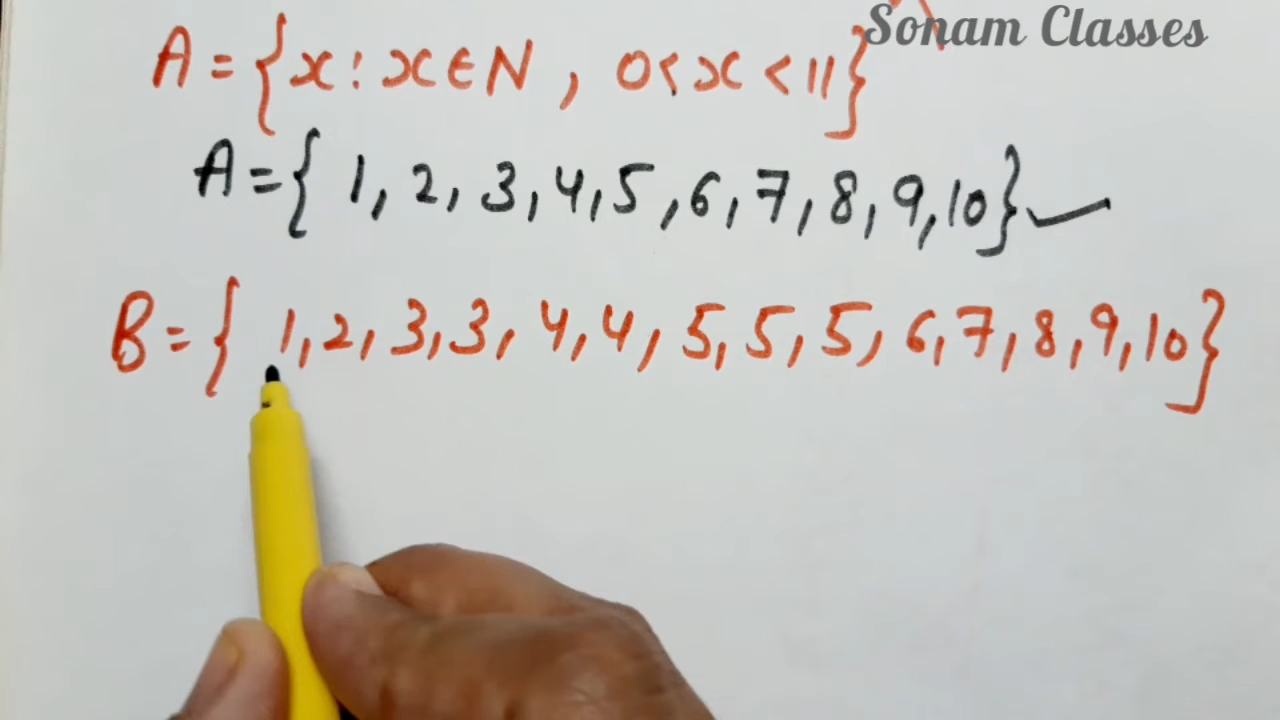 Sonam Classes
A = {x : x ∈ N , 0 < x < 11}
A = { 1, 2, 3, 4, 5, 6, 7, 8, 9, 10}
B = { 1, 2, 3, 3, 4, 4, 5, 5, 5, 6, 7, 8, 9, 10}